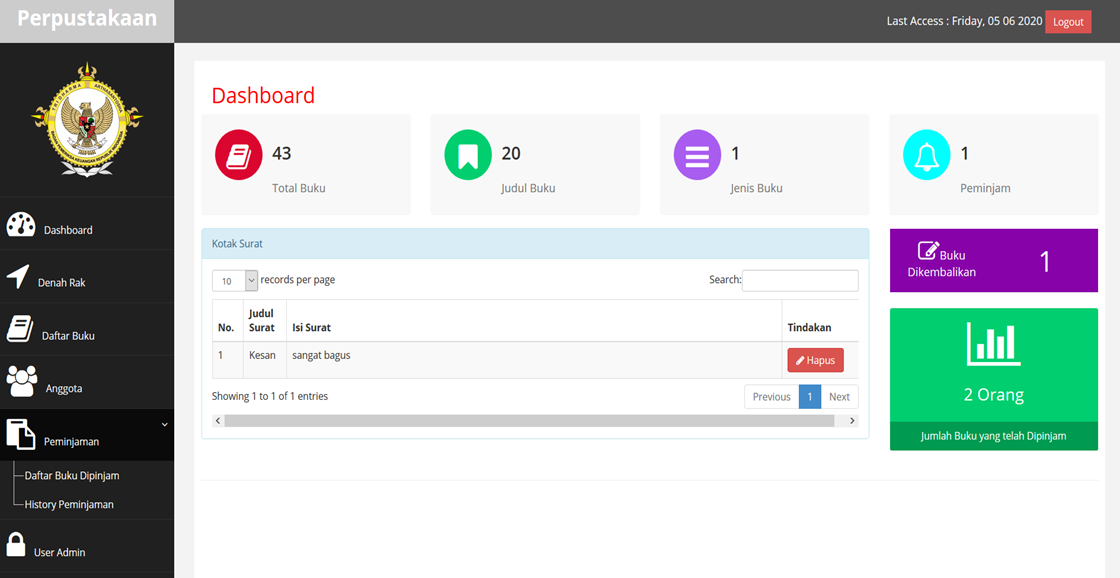 Perpustakaan
Last Access : Friday, 05 06 2020 Logout
Dashboard
Denah Rak
Daftar Buku
Anggota
Peminjaman
Daftar Buku Dipinjam
History Peminjaman
User Admin
Dashboard
43
Total Buku
20
Judul Buku
1
Jenis Buku
1
Peminjam
Kotak Surat
10 records per page
Search:
No. Judul Surat Isi Surat Tindakan
1 Kesan sangat bagus Hapus
Showing 1 to 1 of 1 entries
Previous 1 Next
Buku
Dikembalikan
1
2 Orang
Jumlah Buku yang telah Dipinjam